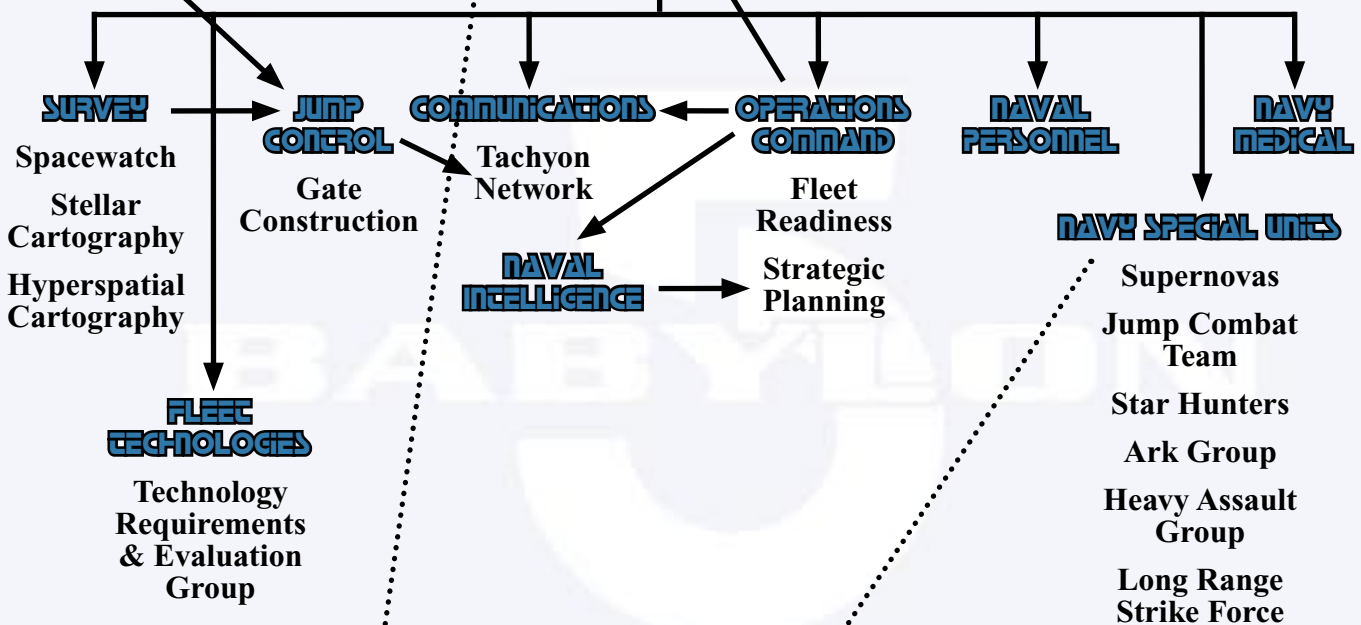 SURVEY
Spacewatch
Stellar
Cartography
Hyperspatial
Cartography
JUMP
CONTROL
Gate
Construction
COMMUNICATIONS
Tachyon
Network
OPERATIONS
COMMAND
Fleet
Readiness
Strategic
Planning
NAVAL
INTELLIGENCE
NAVAL
PERSONNEL
NAVY
MEDICAL
NAVY SPECIAL UNITS
Supernovas
Jump Combat
Team
Star Hunters
Ark Group
Heavy Assault
Group
Long Range
Strike Force
FLEET
TECHNOLOGIES
Technology
Requirements
& Evaluation
Group
BABYLON
5